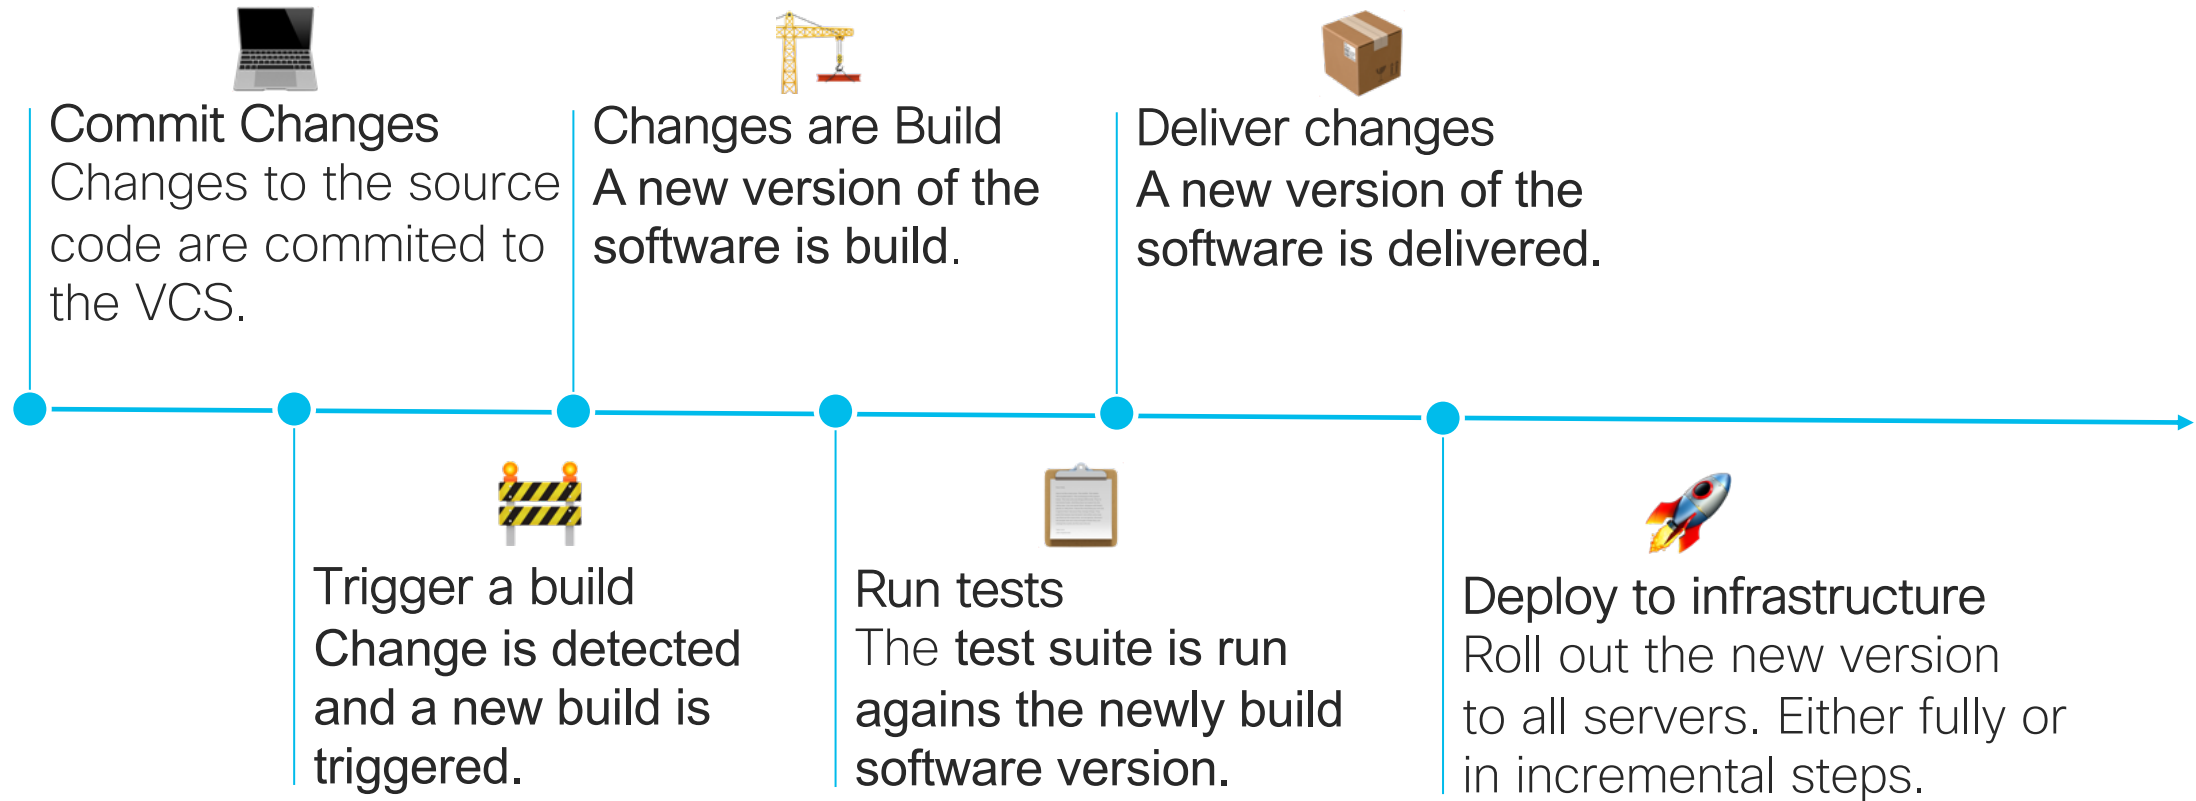 Commit Changes
Changes to the source
code are commited to
the VCS.
Trigger a build
Change is detected
and a new build is
triggered.
Changes are Build
A new version of the
software is build.
Run tests
The test suite is run
agains the newly build
software version.
Deliver changes
A new version of the
software is delivered.
Deploy to infrastructure
Roll out the new version
to all servers. Either fully or
in incremental steps.